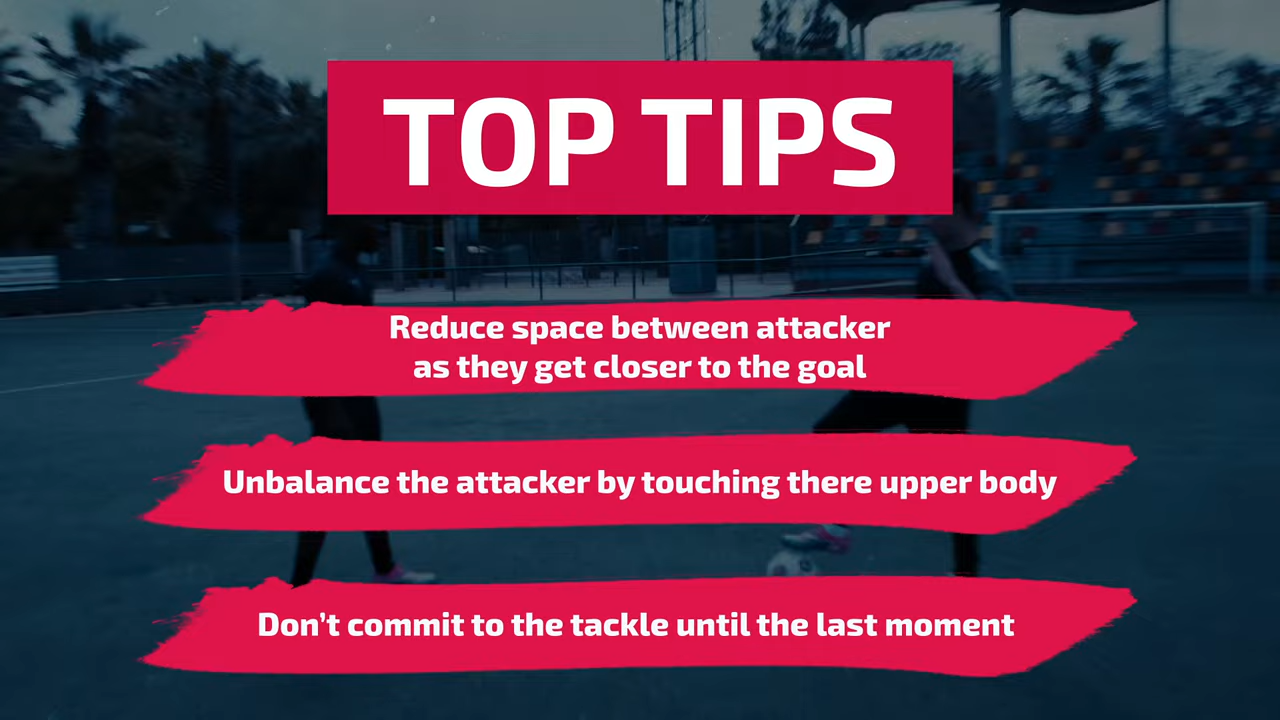 TOP TIPS
Reduce space between attacker
as they get closer to the goal
Unbalance the attacker by touching there upper body
Don’t commit to the tackle until the last moment